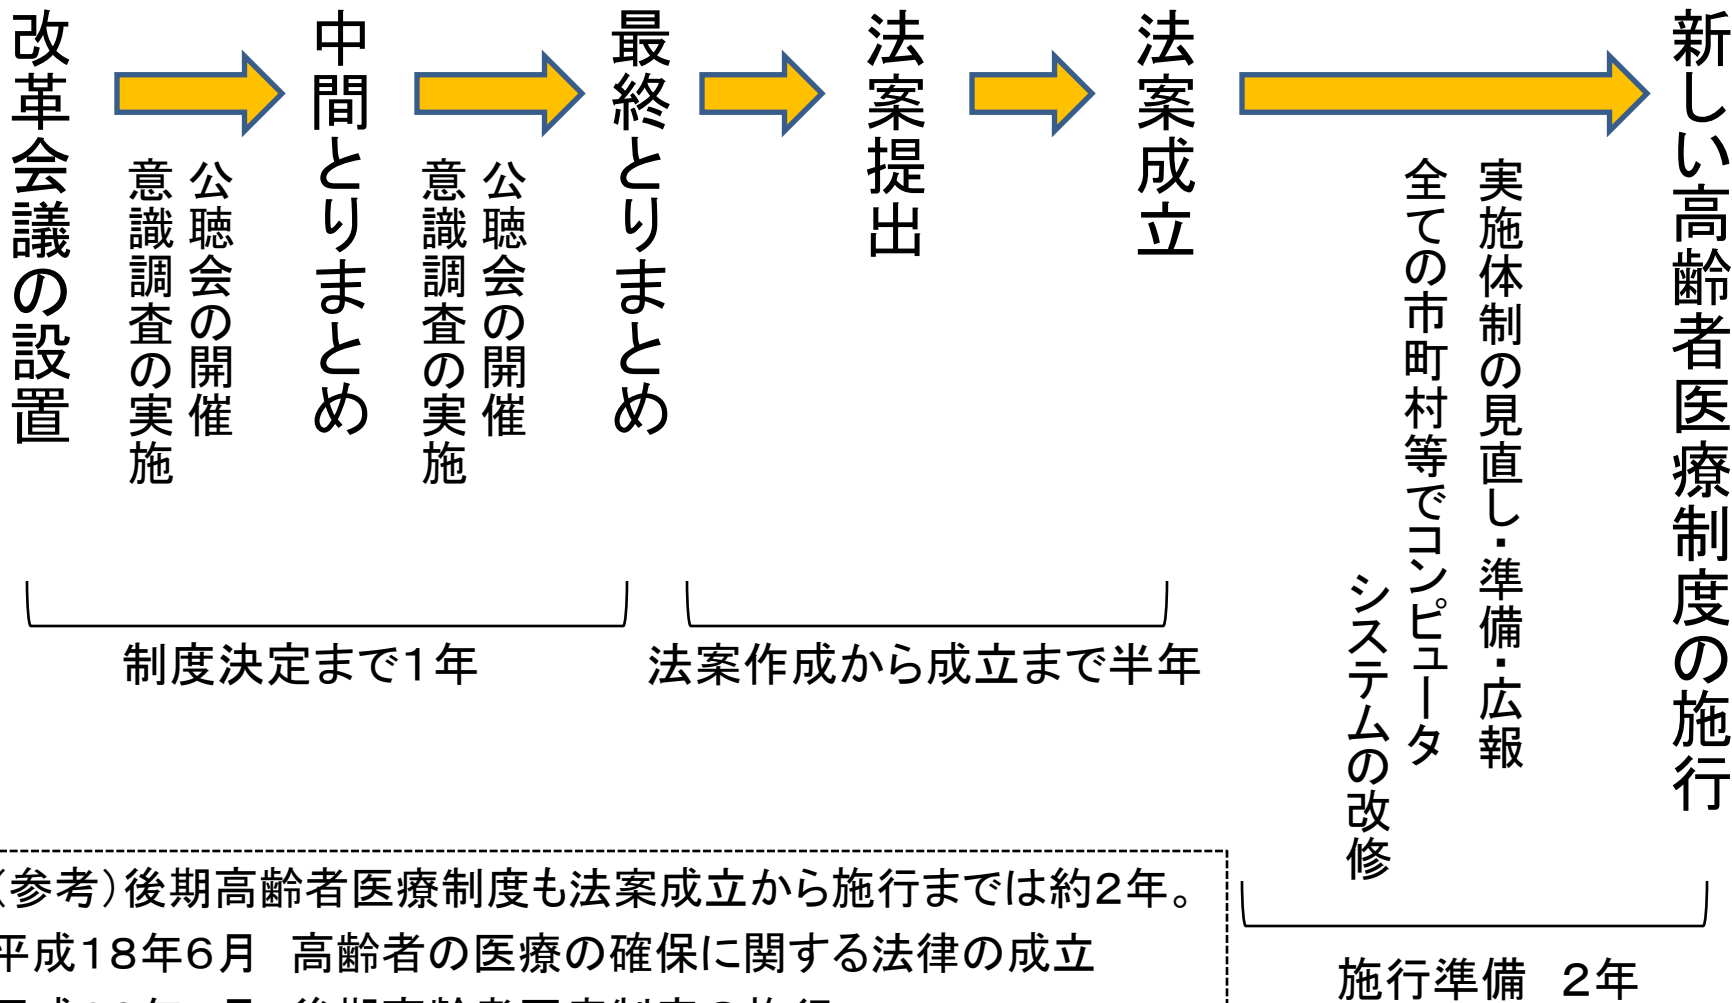 改革会議の設置
公聴会の開催
意識調査の実施
中間とりまとめ
公聴会の開催
意識調査の実施
最終とりまとめ
法案提出
法案成立
実施体制の見直し・準備・広報
全ての市町村等でコンピュータ
システムの改修
新しい高齢者医療制度の施行
制度決定まで１年
法案作成から成立まで半年
施行準備　２年
（参考）後期高齢者医療制度も法案成立から施行までは約２年。
平成１８年６月　高齢者の医療の確保に関する法律の成立